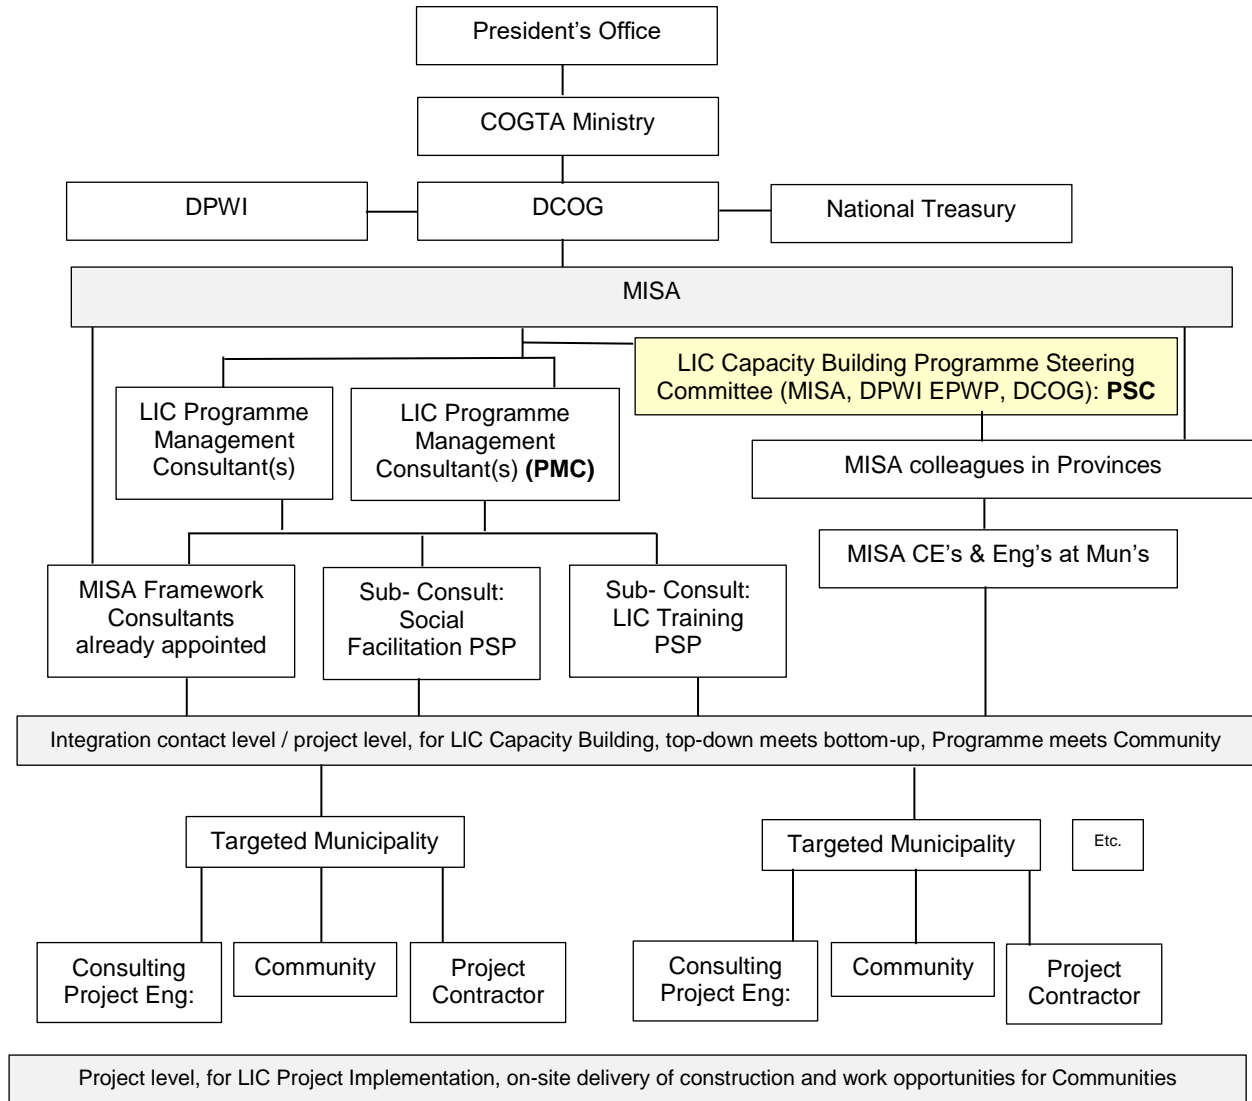 President’s Office
COGTA Ministry
DPWI
DCOG
National Treasury
MISA
LIC Capacity Building Programme Steering
Committee (MISA, DPWI EPWP, DCOG): PSC
LIC Programme
Management
Consultant(s)
LIC Programme
Management
Consultant(s) (PMC)
MISA colleagues in Provinces
MISA CE’s & Eng’s at Mun’s
MISA Framework
Consultants
already appointed
Sub- Consult:
Social
Facilitation PSP
Sub- Consult:
LIC Training
PSP
Integration contact level / project level, for LIC Capacity Building, top-down meets bottom-up, Programme meets Community
Targeted Municipality
Targeted Municipality
Etc.
Consulting
Project Eng:
Community
Project
Contractor
Consulting
Project Eng:
Community
Project
Contractor
Project level, for LIC Project Implementation, on-site delivery of construction and work opportunities for Communities